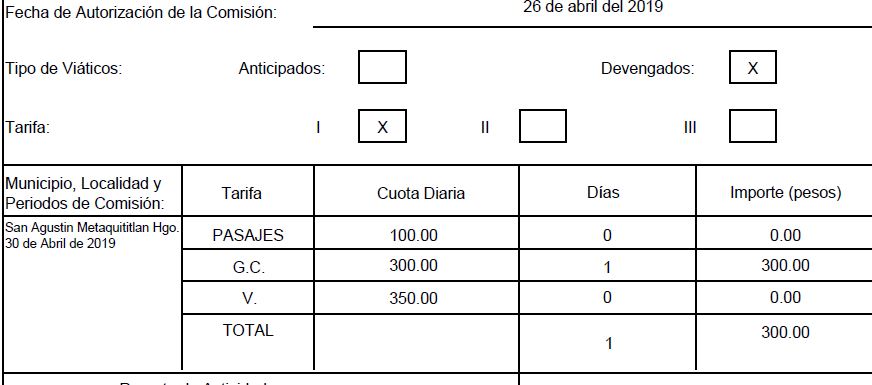 Fecha de Autorización de la Comisión: 26 de abril del 2019
Tipo de Viáticos: Anticipados: Devengados: X
Tarifa: I X II III
Municipio, Localidad y Periodos de Comisión: Tarifa Cuota Diaria Días Importe (pesos)
San Agustin Metaquititlan Hgo.
30 de Abril de 2019
PASAJES 100.00 0 0.00
G.C. 300.00 1 300.00
V. 350.00 0 0.00
TOTAL 1 300.00